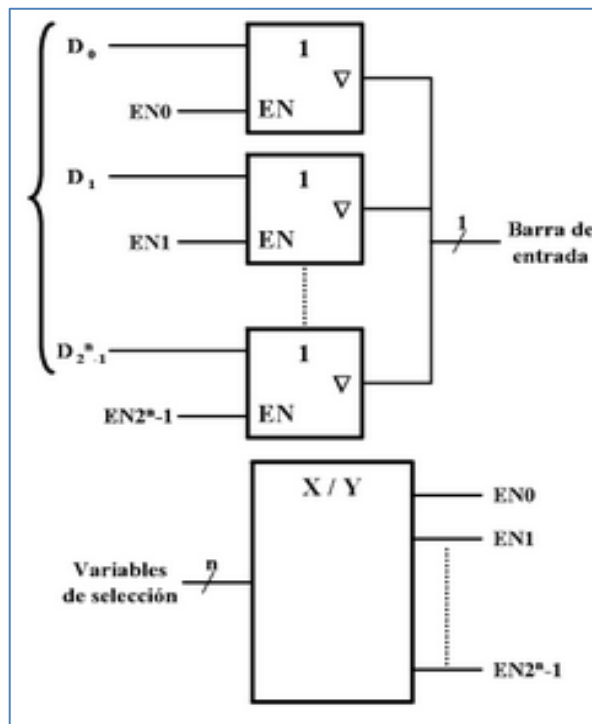 D₀
1
∇
EN0
EN
D₁
1
∇
EN1
EN
1
Barra de
entrada
D₂ⁿ₋₁
1
∇
EN2ⁿ-1
EN
X / Y
EN0
EN1
n
Variables
de selección
EN2ⁿ-1